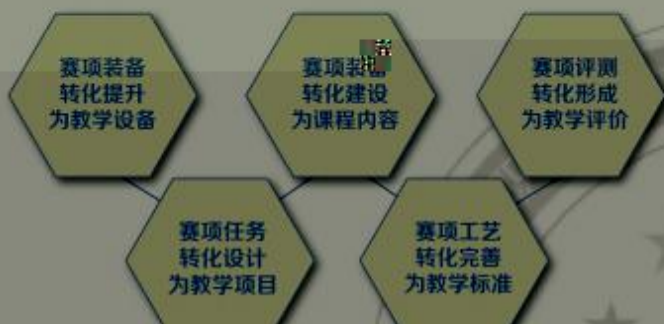 赛项装备
转化提升
为教学设备
赛项装
转化建设
为课程内容
赛项评测
转化形成
为教学评价
赛项任务
转化设计
为教学项目
赛项工艺
转化完善
为教学标准